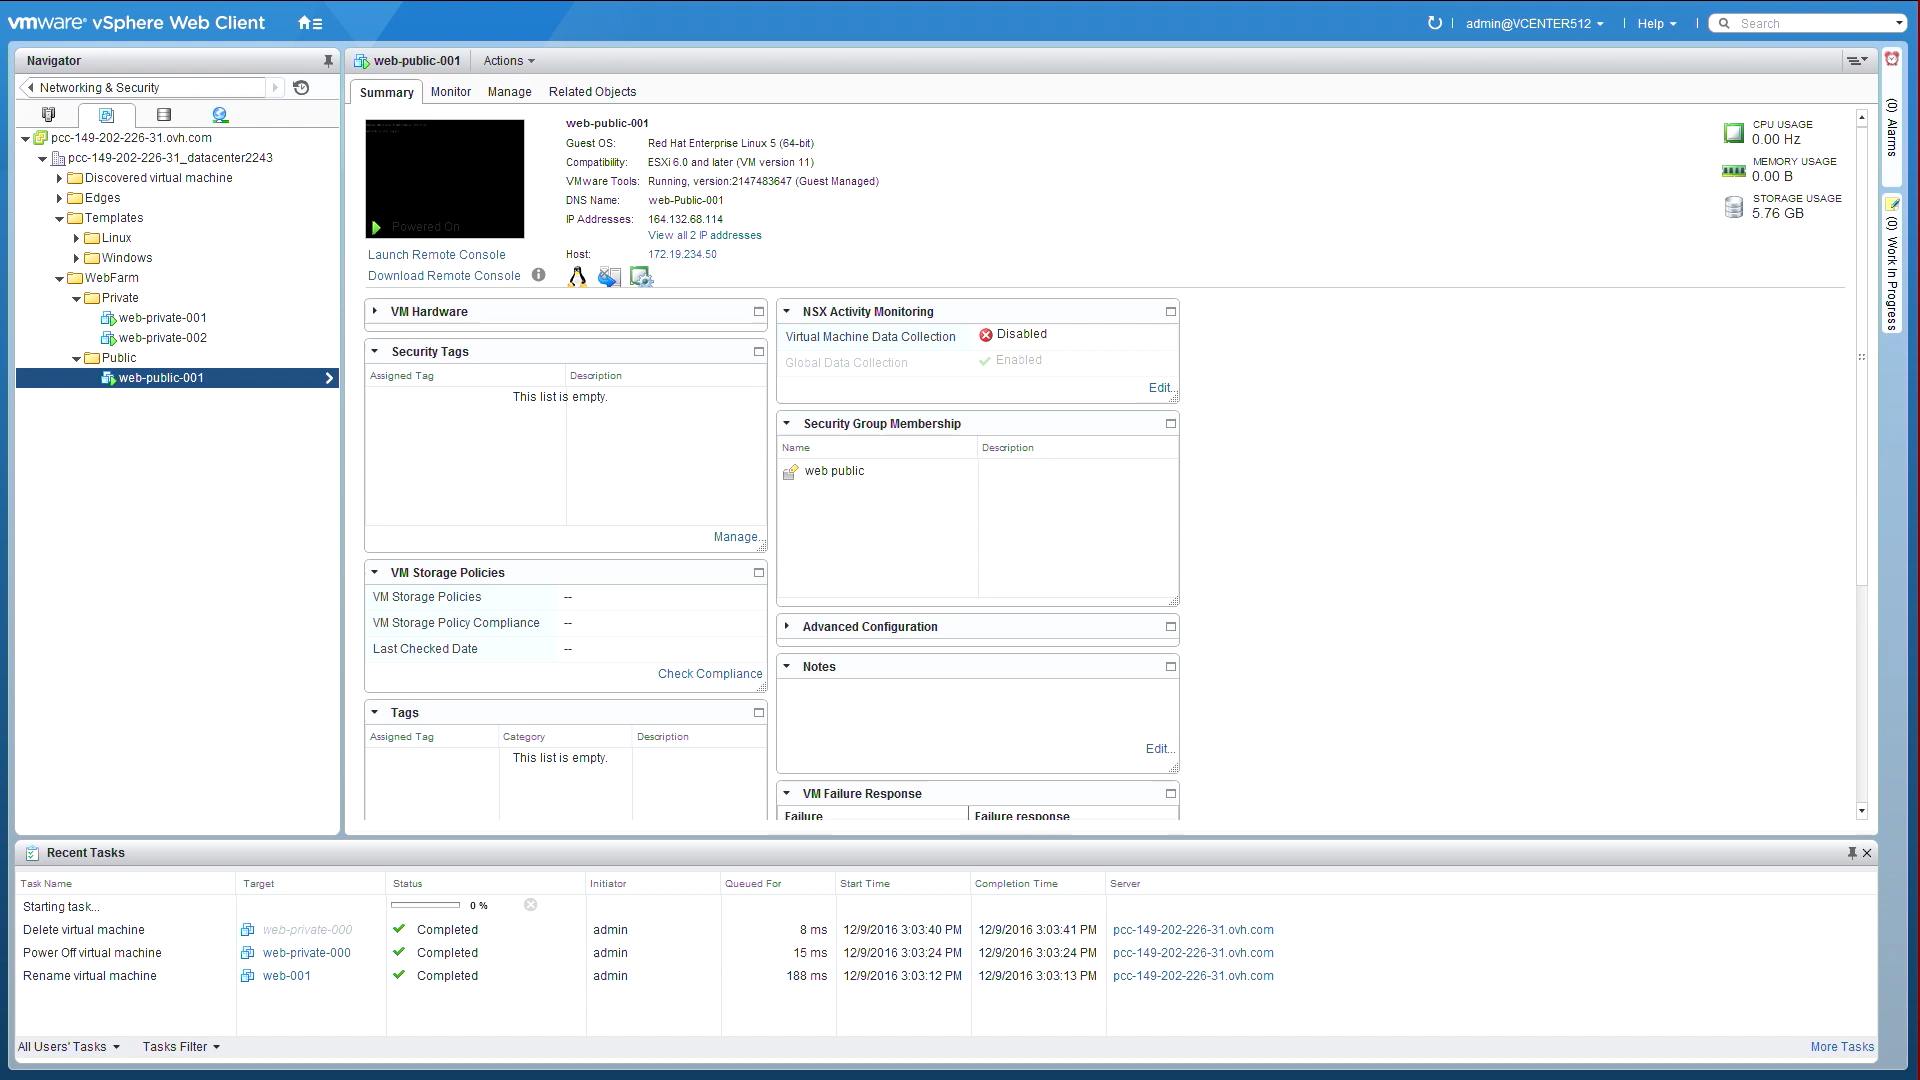 vmware® vSphere Web Client
admin@VCENTER512
Help
Search
Navigator
Networking & Security
pcc-149-202-226-31.ovh.com
pcc-149-202-226-31_datacenter2243
Discovered virtual machine
Edges
Templates
Linux
Windows
WebFarm
Private
web-private-001
web-private-002
Public
web-public-001
web-public-001
Actions
Summary
Monitor
Manage
Related Objects
Powered On
Launch Remote Console
Download Remote Console
web-public-001
Guest OS: Red Hat Enterprise Linux 5 (64-bit)
Compatibility: ESXi 6.0 and later (VM version 11)
VMware Tools: Running, version:2147483647 (Guest Managed)
DNS Name: web-Public-001
IP Addresses: 164.132.68.114
View all 2 IP addresses
Host: 172.19.234.50
CPU USAGE
0.00 Hz
MEMORY USAGE
0.00 B
STORAGE USAGE
5.76 GB
(0) Alarms
(0) Work In Progress
VM Hardware
Security Tags
Assigned Tag Description
This list is empty.
Manage...
VM Storage Policies
VM Storage Policies --
VM Storage Policy Compliance --
Last Checked Date --
Check Compliance
Tags
Assigned Tag Category Description
This list is empty.
NSX Activity Monitoring
Virtual Machine Data Collection Disabled
Global Data Collection Enabled
Edit...
Security Group Membership
Name Description
web public
Advanced Configuration
Notes
Edit...
VM Failure Response
Failure Failure response
Recent Tasks
Task Name Target Status Initiator Queued For Start Time Completion Time Server
Starting task... 0 %
Delete virtual machine web-private-000 Completed admin 8 ms 12/9/2016 3:03:40 PM 12/9/2016 3:03:41 PM pcc-149-202-226-31.ovh.com
Power Off virtual machine web-private-000 Completed admin 15 ms 12/9/2016 3:03:24 PM 12/9/2016 3:03:24 PM pcc-149-202-226-31.ovh.com
Rename virtual machine web-001 Completed admin 188 ms 12/9/2016 3:03:12 PM 12/9/2016 3:03:13 PM pcc-149-202-226-31.ovh.com
All Users' Tasks
Tasks Filter
More Tasks